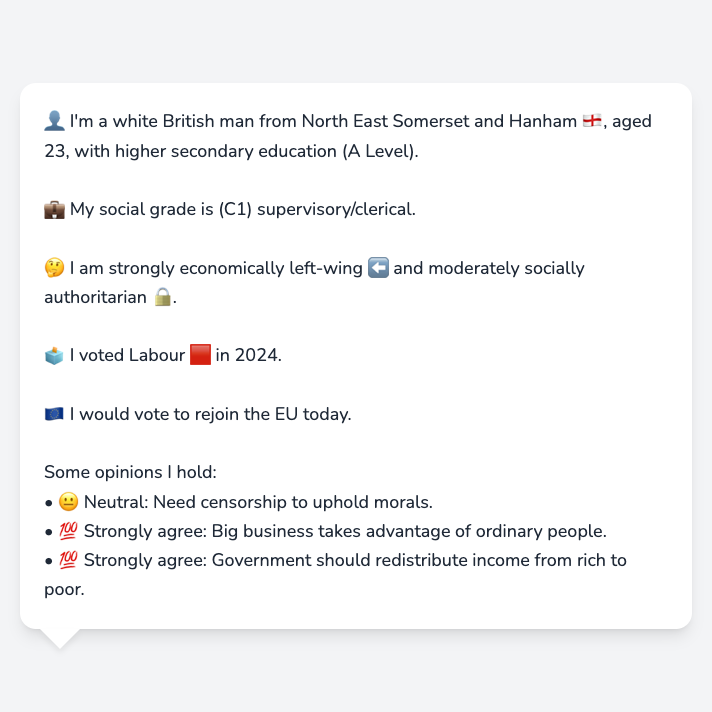 👤 I'm a white British man from North East Somerset and Hanham 🏴󠁧󠁢󠁥󠁮󠁧󠁿, aged
23, with higher secondary education (A Level).
💼 My social grade is (C1) supervisory/clerical.
🤔 I am strongly economically left-wing ⬅️ and moderately socially
authoritarian 🔒.
🗳️ I voted Labour 🟥 in 2024.
🇪🇺 I would vote to rejoin the EU today.
Some opinions I hold:
• 😐 Neutral: Need censorship to uphold morals.
• 💯 Strongly agree: Big business takes advantage of ordinary people.
• 💯 Strongly agree: Government should redistribute income from rich to
poor.